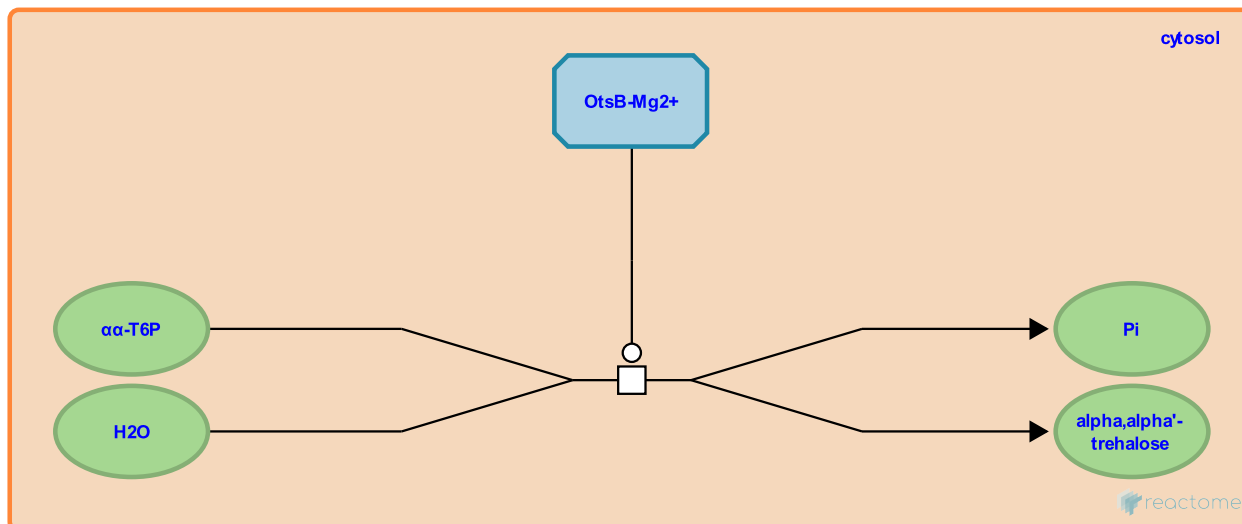 cytosol
OtsB-Mg2+
αα-T6P
Pi
H2O
alpha,alpha'-
trehalose
reactome